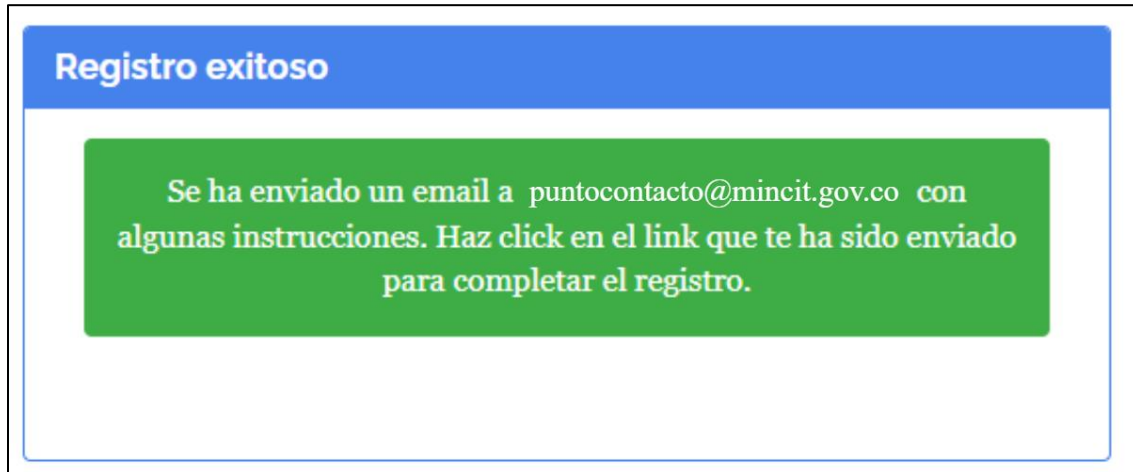 Registro exitoso
Se ha enviado un email a puntocontacto@mincit.gov.co con
algunas instrucciones. Haz click en el link que te ha sido enviado
para completar el registro.